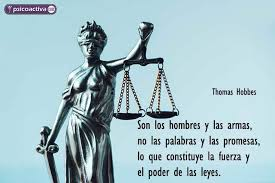 psicoactiva
Thomas Hobbes
Son los hombres y las armas,
no las palabras y las promesas,
lo que constituye la fuerza y
el poder de las leyes.